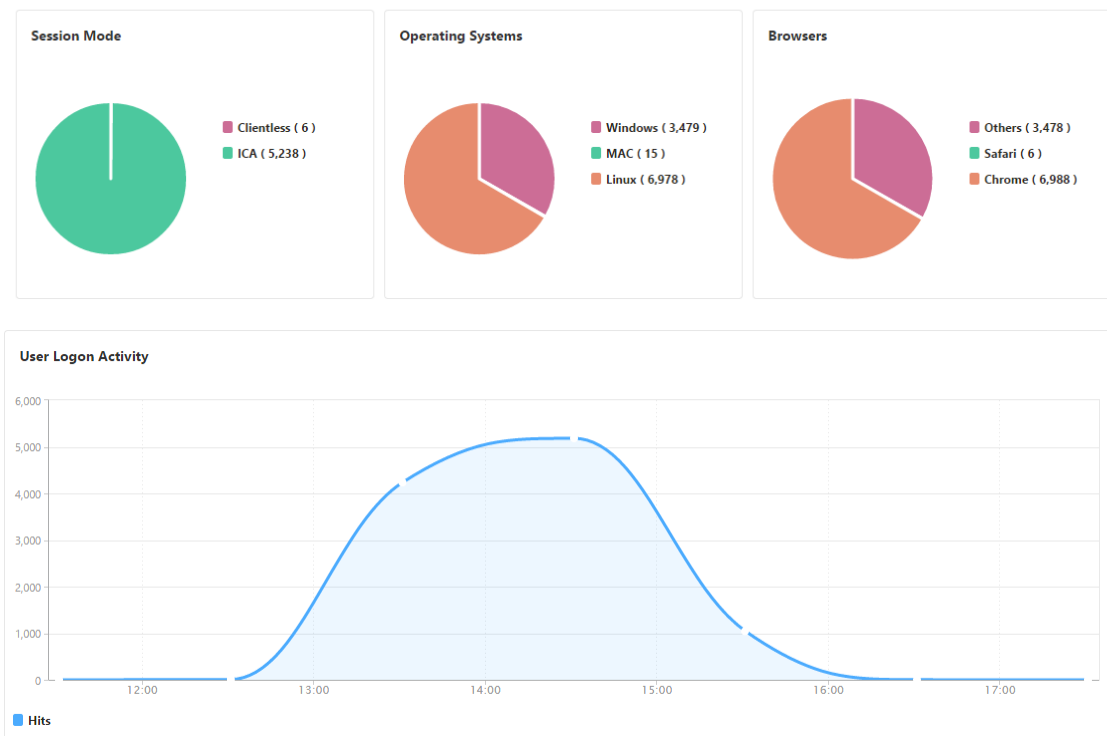 Session Mode
Clientless ( 6 )
ICA ( 5,238 )
Operating Systems
Windows ( 3,479 )
MAC ( 15 )
Linux ( 6,978 )
Browsers
Others ( 3,478 )
Safari ( 6 )
Chrome ( 6,988 )
User Logon Activity
6,000
5,000
4,000
3,000
2,000
1,000
0
12:00 13:00 14:00 15:00 16:00 17:00
Hits